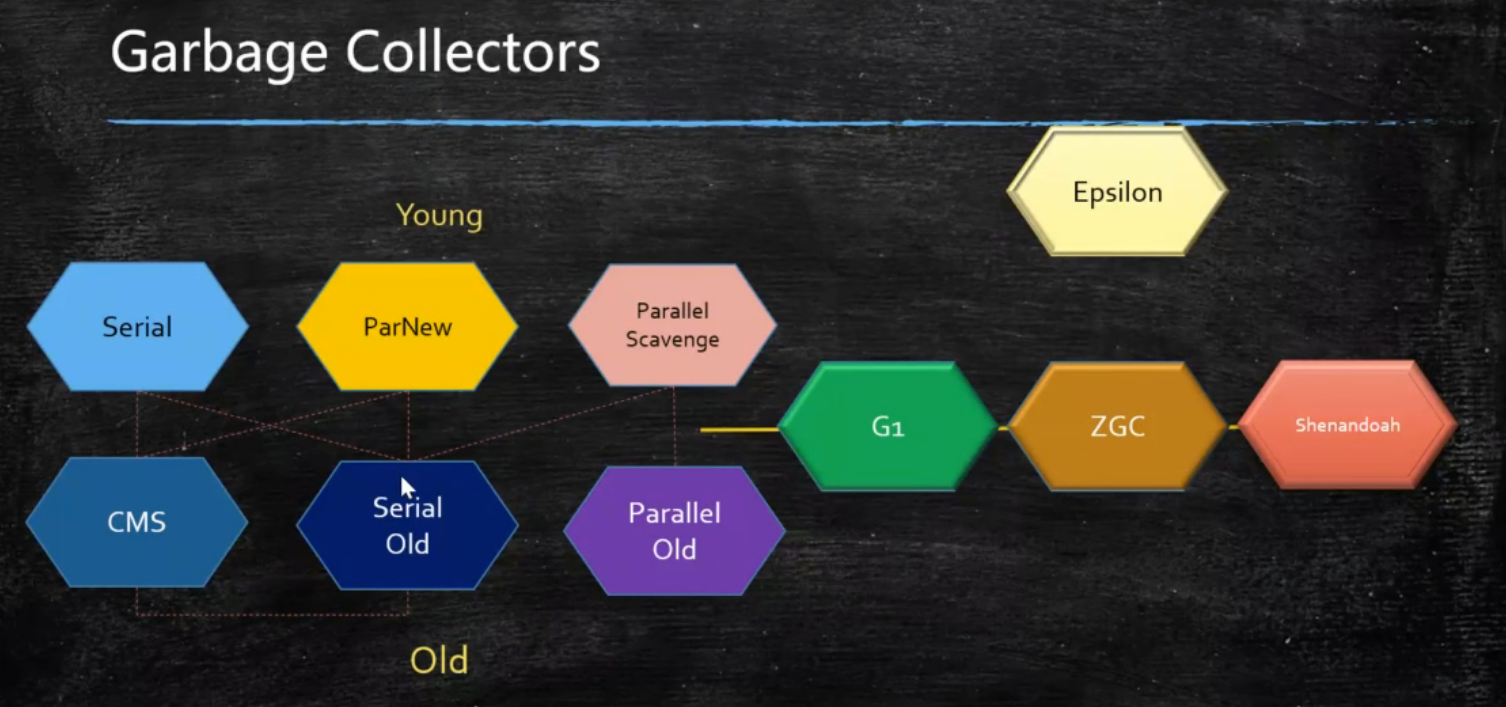 Garbage Collectors
Epsilon
Young
Serial
ParNew
Parallel
Scavenge
G1
ZGC
Shenandoah
CMS
Serial
Old
Parallel
Old
Old